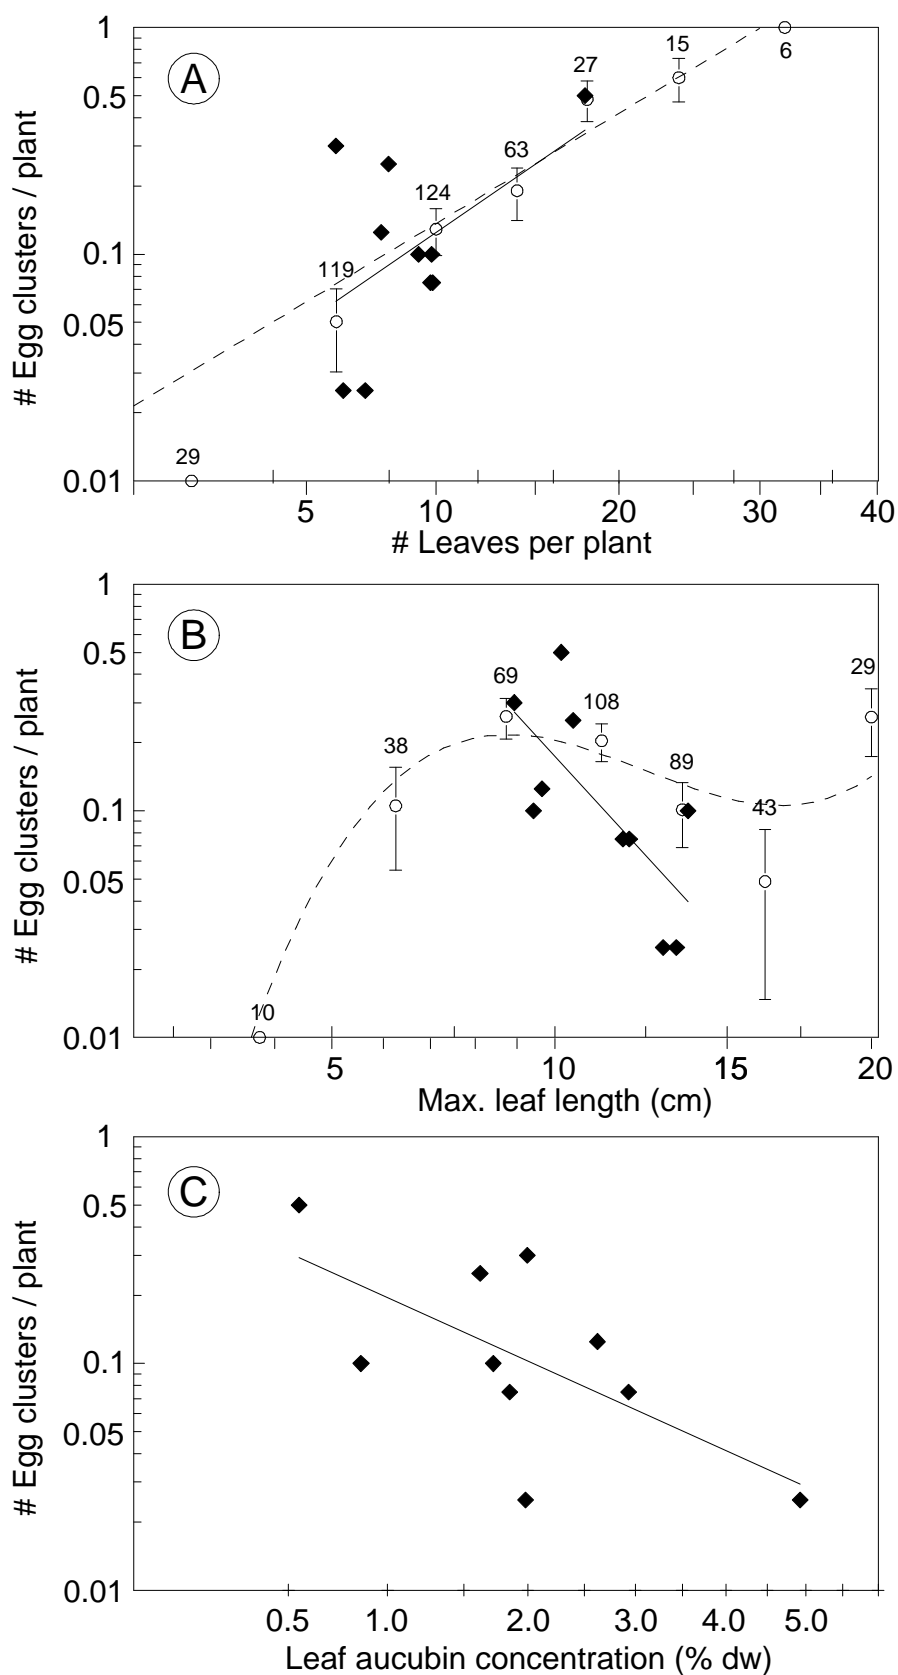 A
1
0.5
0.1
0.05
0.01
# Egg clusters / plant
29
119
124
63
27
15
6
5 10 20 30 40
# Leaves per plant
B
1
0.5
0.1
0.05
0.01
# Egg clusters / plant
10
38
69
108
89
43
29
5 10 15 20
Max. leaf length (cm)
C
1
0.5
0.1
0.05
0.01
# Egg clusters / plant
0.5 1.0 2.0 3.0 4.0 5.0
Leaf aucubin concentration (% dw)